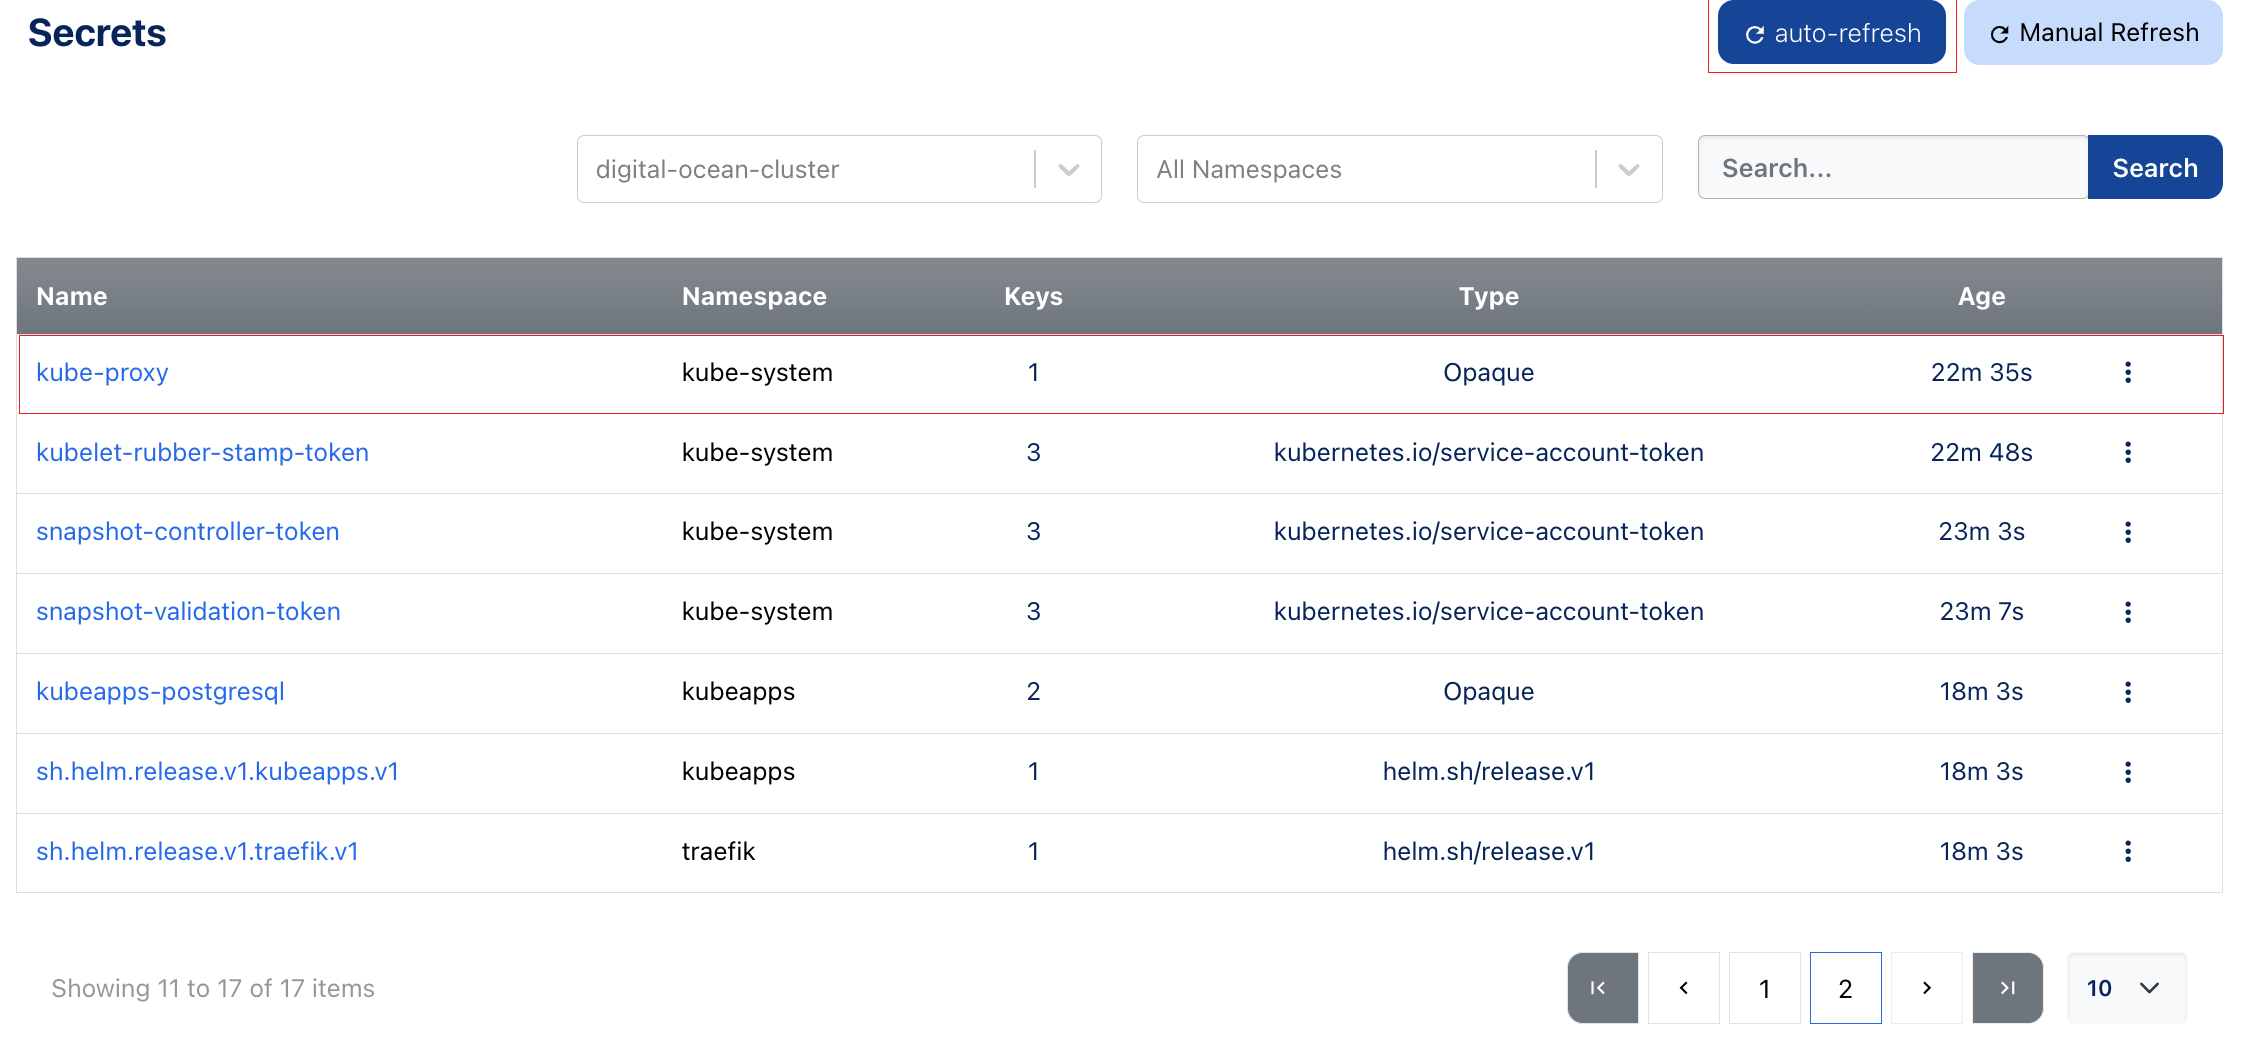 Secrets
auto-refresh
Manual Refresh
digital-ocean-cluster
All Namespaces
Search...
Search
Name Namespace Keys Type Age
kube-proxy kube-system 1 Opaque 22m 35s
kubelet-rubber-stamp-token kube-system 3 kubernetes.io/service-account-token 22m 48s
snapshot-controller-token kube-system 3 kubernetes.io/service-account-token 23m 3s
snapshot-validation-token kube-system 3 kubernetes.io/service-account-token 23m 7s
kubeapps-postgresql kubeapps 2 Opaque 18m 3s
sh.helm.release.v1.kubeapps.v1 kubeapps 1 helm.sh/release.v1 18m 3s
sh.helm.release.v1.traefik.v1 traefik 1 helm.sh/release.v1 18m 3s
Showing 11 to 17 of 17 items
1 2 10